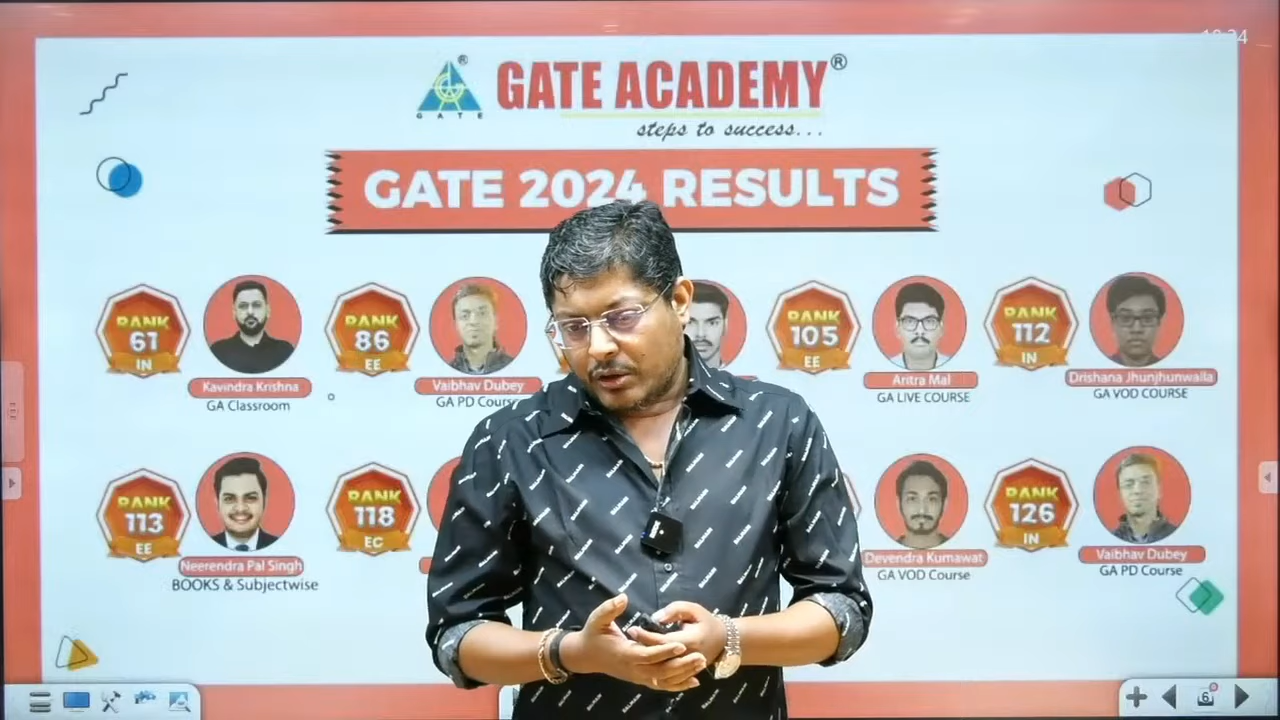 GATE ACADEMY®
GATE
steps to success...
GATE 2024 RESULTS
RANK
61
IN
Kavindra Krishna
GA Classroom
RANK
86
EE
Vaibhav Dubey
GA PD Course
RANK
105
EE
Aritra Mal
GA LIVE COURSE
RANK
112
IN
Drishana Jhunjhunwalla
GA VOD COURSE
RANK
113
EE
Neerendra Pal Singh
BOOKS & Subjectwise
RANK
118
EC
Devendra Kumawat
GA VOD Course
RANK
126
IN
Vaibhav Dubey
GA PD Course
6